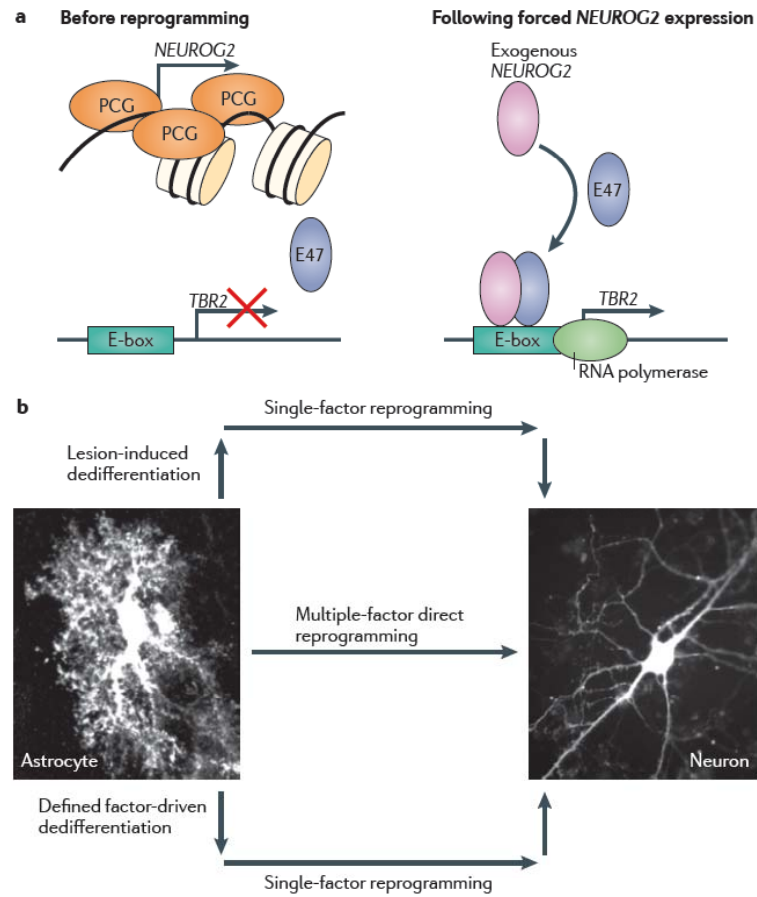 a Before reprogramming
NEUROG2
PCG
PCG
PCG
E47
TBR2
E-box
Following forced NEUROG2 expression
Exogenous
NEUROG2
E47
TBR2
E-box
RNA polymerase
b
Single-factor reprogramming
Lesion-induced
dedifferentiation
Multiple-factor direct
reprogramming
Astrocyte
Neuron
Defined factor-driven
dedifferentiation
Single-factor reprogramming